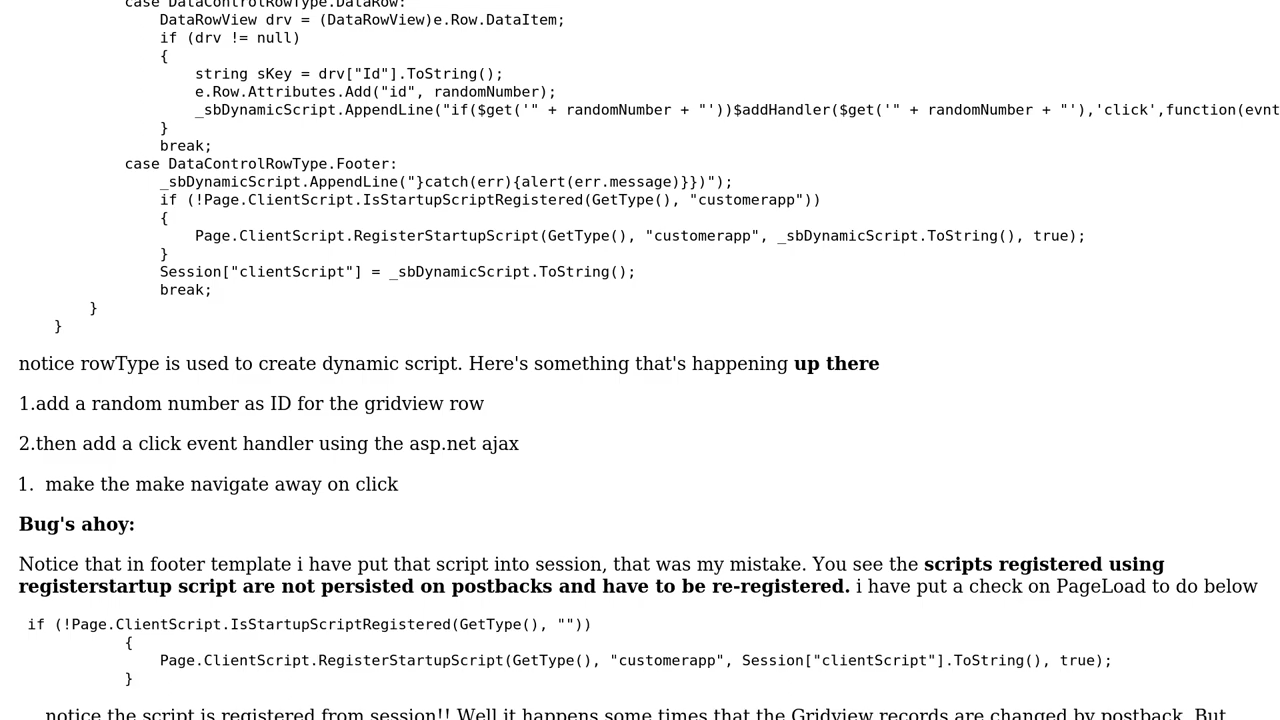 case DataControlRowType.DataRow:
DataRowView drv = (DataRowView)e.Row.DataItem;
if (drv != null)
{
string sKey = drv["Id"].ToString();
e.Row.Attributes.Add("id", randomNumber);
_sbDynamicScript.AppendLine("if($get('" + randomNumber + "'))$addHandler($get('" + randomNumber + "'),'click',function(evnt
}
break;
case DataControlRowType.Footer:
_sbDynamicScript.AppendLine("}catch(err){alert(err.message)}})");
if (!Page.ClientScript.IsStartupScriptRegistered(GetType(), "customerapp"))
{
Page.ClientScript.RegisterStartupScript(GetType(), "customerapp", _sbDynamicScript.ToString(), true);
}
Session["clientScript"] = _sbDynamicScript.ToString();
break;
}
}
notice rowType is used to create dynamic script. Here's something that's happening up there
1.add a random number as ID for the gridview row
2.then add a click event handler using the asp.net ajax
1. make the make navigate away on click
Bug's ahoy:
Notice that in footer template i have put that script into session, that was my mistake. You see the scripts registered using
registerstartup script are not persisted on postbacks and have to be re-registered. i have put a check on PageLoad to do below
if (!Page.ClientScript.IsStartupScriptRegistered(GetType(), ""))
{
Page.ClientScript.RegisterStartupScript(GetType(), "customerapp", Session["clientScript"].ToString(), true);
}
notice the script is registered from session!! Well it happens some times that the Gridview records are changed by postback. But